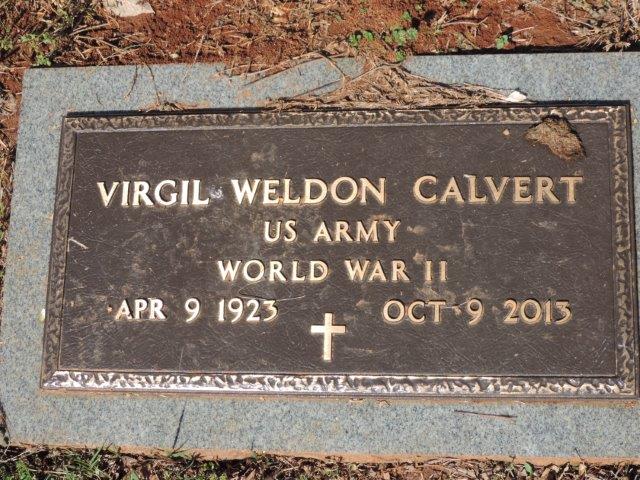 VIRGIL WELDON CALVERT
US ARMY
WORLD WAR II
APR 9 1923 OCT 9 2013